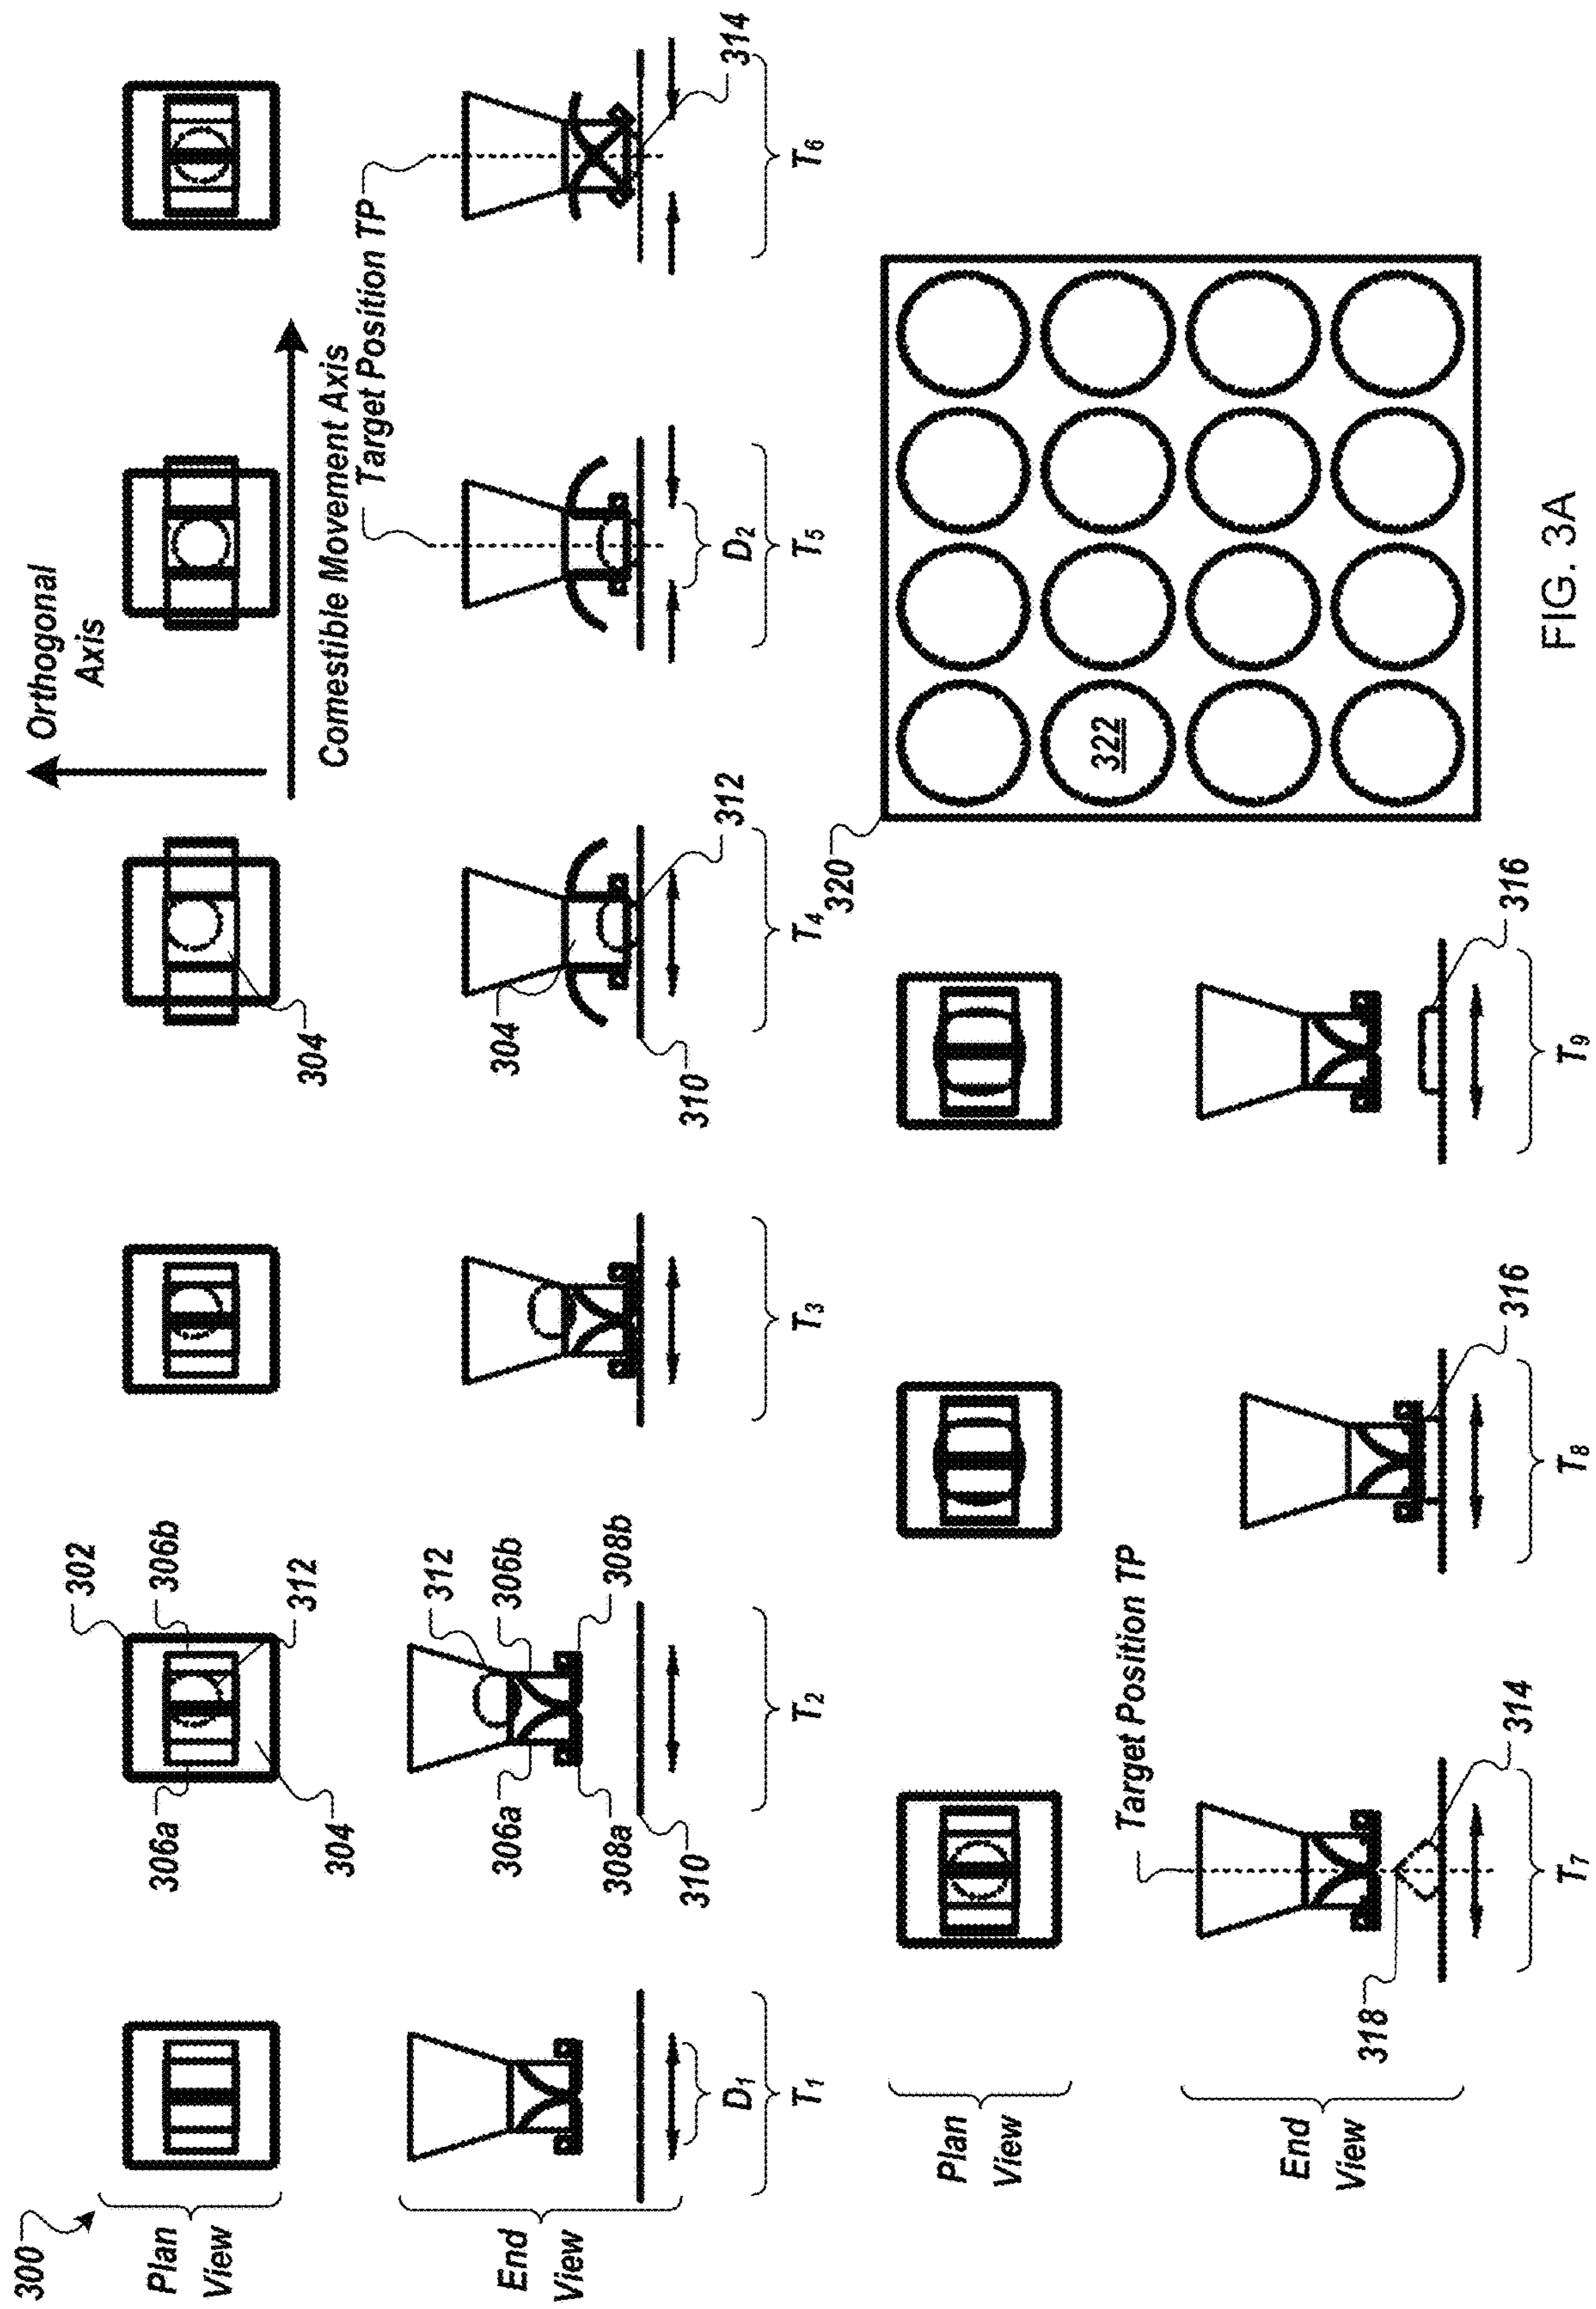 300
Plan
View
306a
304
302
306b
312
304
Orthogonal
Axis
Comestible Movement Axis
End
View
306a
308a
310
312
306b
308b
304
310
312
Target Position TP
314
D1
D2
T1
T2
T3
T4
T5
T6
Plan
View
End
View
318
Target Position TP
314
316
316
T7
T8
T9
320
322
FIG. 3A